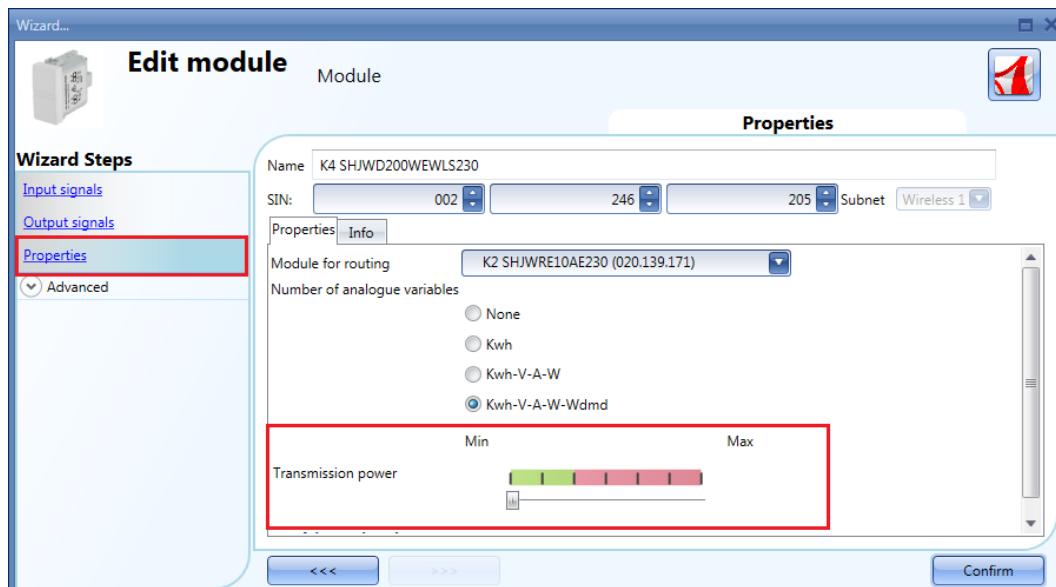 Wizard...
Edit module
Module
Properties
Wizard Steps
Input signals
Output signals
Properties
Advanced
Name K4 SHJWD200WEWLS230
SIN: 002 246 205 Subnet Wireless 1
Properties Info
Module for routing K2 SHJWRE10AE230 (020.139.171)
Number of analogue variables
None
Kwh
Kwh-V-A-W
Kwh-V-A-W-Wdmd
Min Max
Transmission power
<<< >>> Confirm